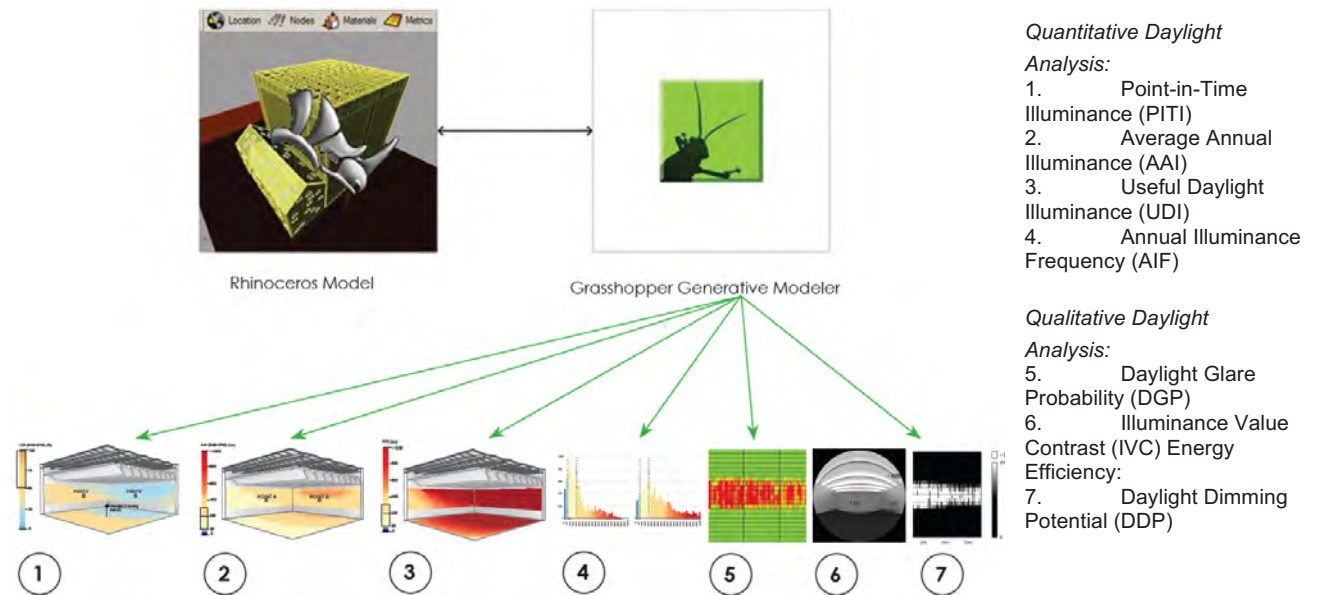 Location Nodes Materials Metrics
Rhinoceros Model
Grasshopper Generative Modeler
POINT A
POINT B
1
2
3
4
5
6
7
Quantitative Daylight
Analysis:
1. Point-in-Time
Illuminance (PITI)
2. Average Annual
Illuminance (AAI)
3. Useful Daylight
Illuminance (UDI)
4. Annual Illuminance
Frequency (AIF)
Qualitative Daylight
Analysis:
5. Daylight Glare
Probability (DGP)
6. Illuminance Value
Contrast (IVC) Energy
Efficiency:
7. Daylight Dimming
Potential (DDP)